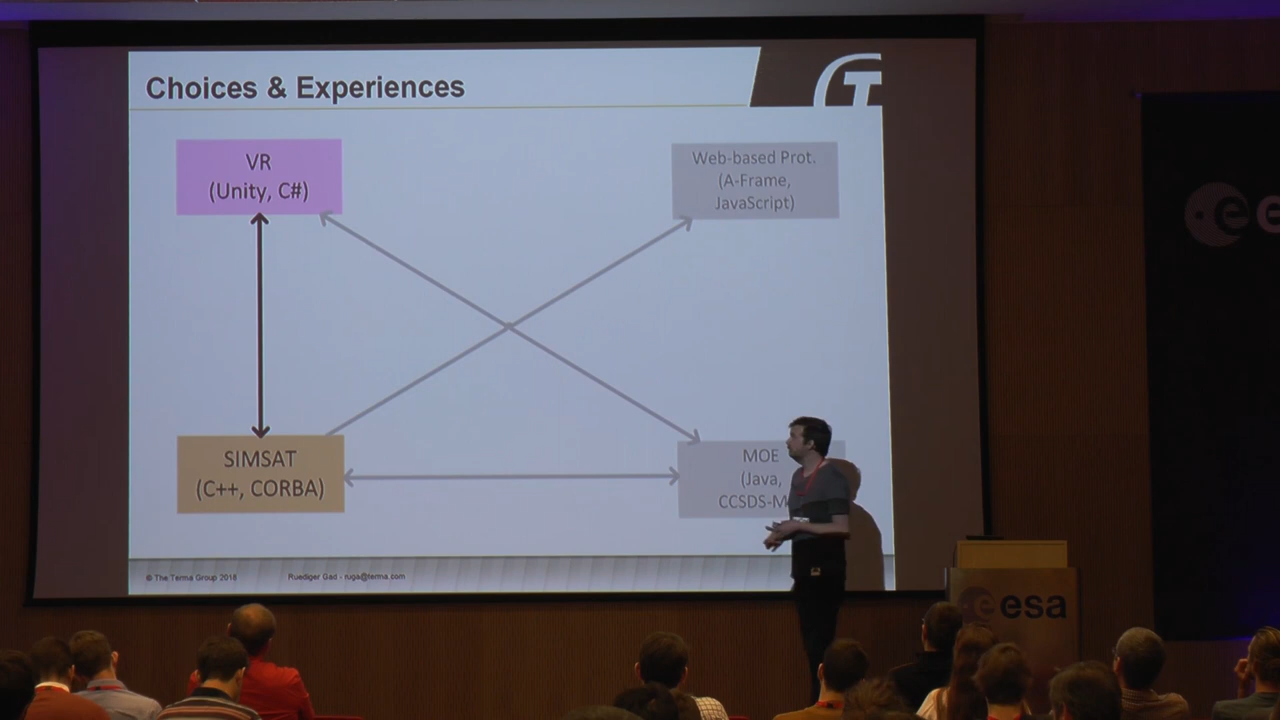 Choices & Experiences
T
VR
(Unity, C#)
Web-based Prot.
(A-Frame,
JavaScript)
SIMSAT
(C++, CORBA)
MOE
(Java,
© The Terma Group 2018
Ruediger Gad - ruga@terma.com
esa